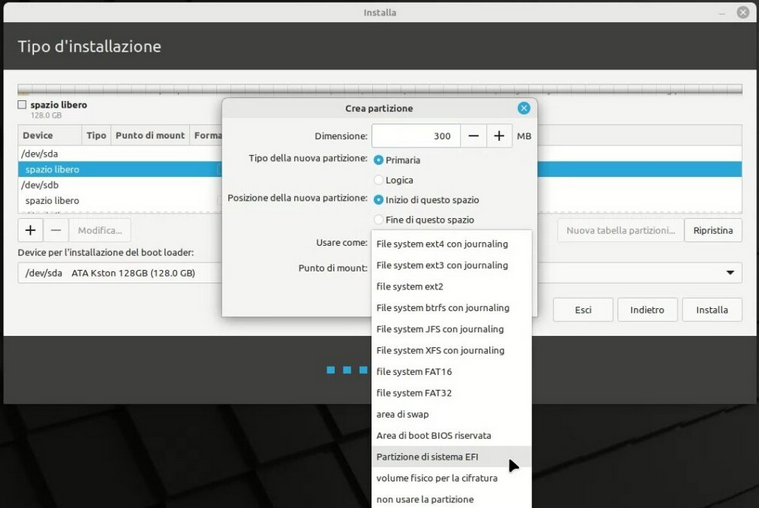 Installa
Tipo d'installazione
spazio libero
128.0 GB
Device Tipo Punto di mount Forma
/dev/sda
spazio libero
/dev/sdb
spazio libero
Modifica...
Nuova tabella partizioni... Ripristina
Device per l'installazione del boot loader:
/dev/sda ATA Kston 128GB (128.0 GB)
Esci Indietro Installa
Crea partizione
Dimensione: 300 MB
Tipo della nuova partizione: Primaria
Logica
Posizione della nuova partizione: Inizio di questo spazio
Fine di questo spazio
Usare come:
Punto di mount:
File system ext4 con journaling
File system ext3 con journaling
file system ext2
File system btrfs con journaling
File system JFS con journaling
File system XFS con journaling
file system FAT16
file system FAT32
area di swap
Area di boot BIOS riservata
Partizione di sistema EFI
volume fisico per la cifratura
non usare la partizione